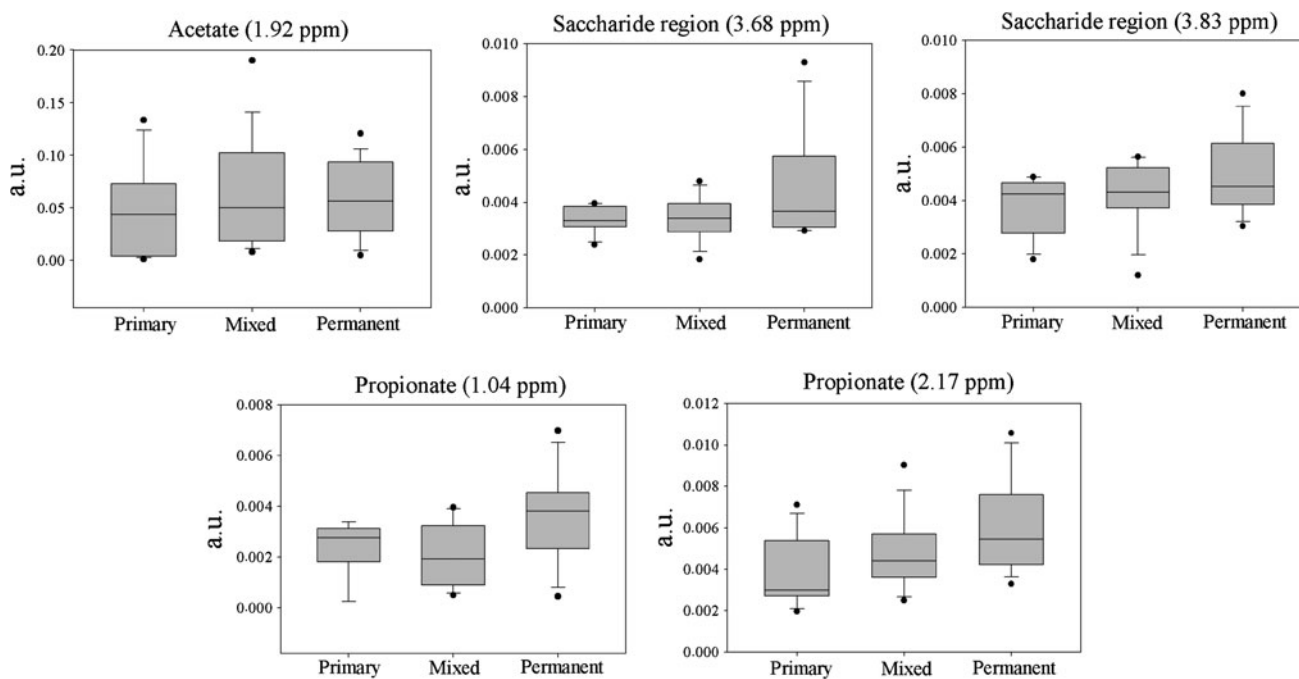 Acetate (1.92 ppm)
0.20
0.15
0.10
0.05
0.00
a.u.
Primary Mixed Permanent
Saccharide region (3.68 ppm)
0.010
0.008
0.006
0.004
0.002
0.000
a.u.
Primary Mixed Permanent
Saccharide region (3.83 ppm)
0.010
0.008
0.006
0.004
0.002
0.000
a.u.
Primary Mixed Permanent
Propionate (1.04 ppm)
0.008
0.006
0.004
0.002
0.000
a.u.
Primary Mixed Permanent
Propionate (2.17 ppm)
0.012
0.010
0.008
0.006
0.004
0.002
0.000
a.u.
Primary Mixed Permanent